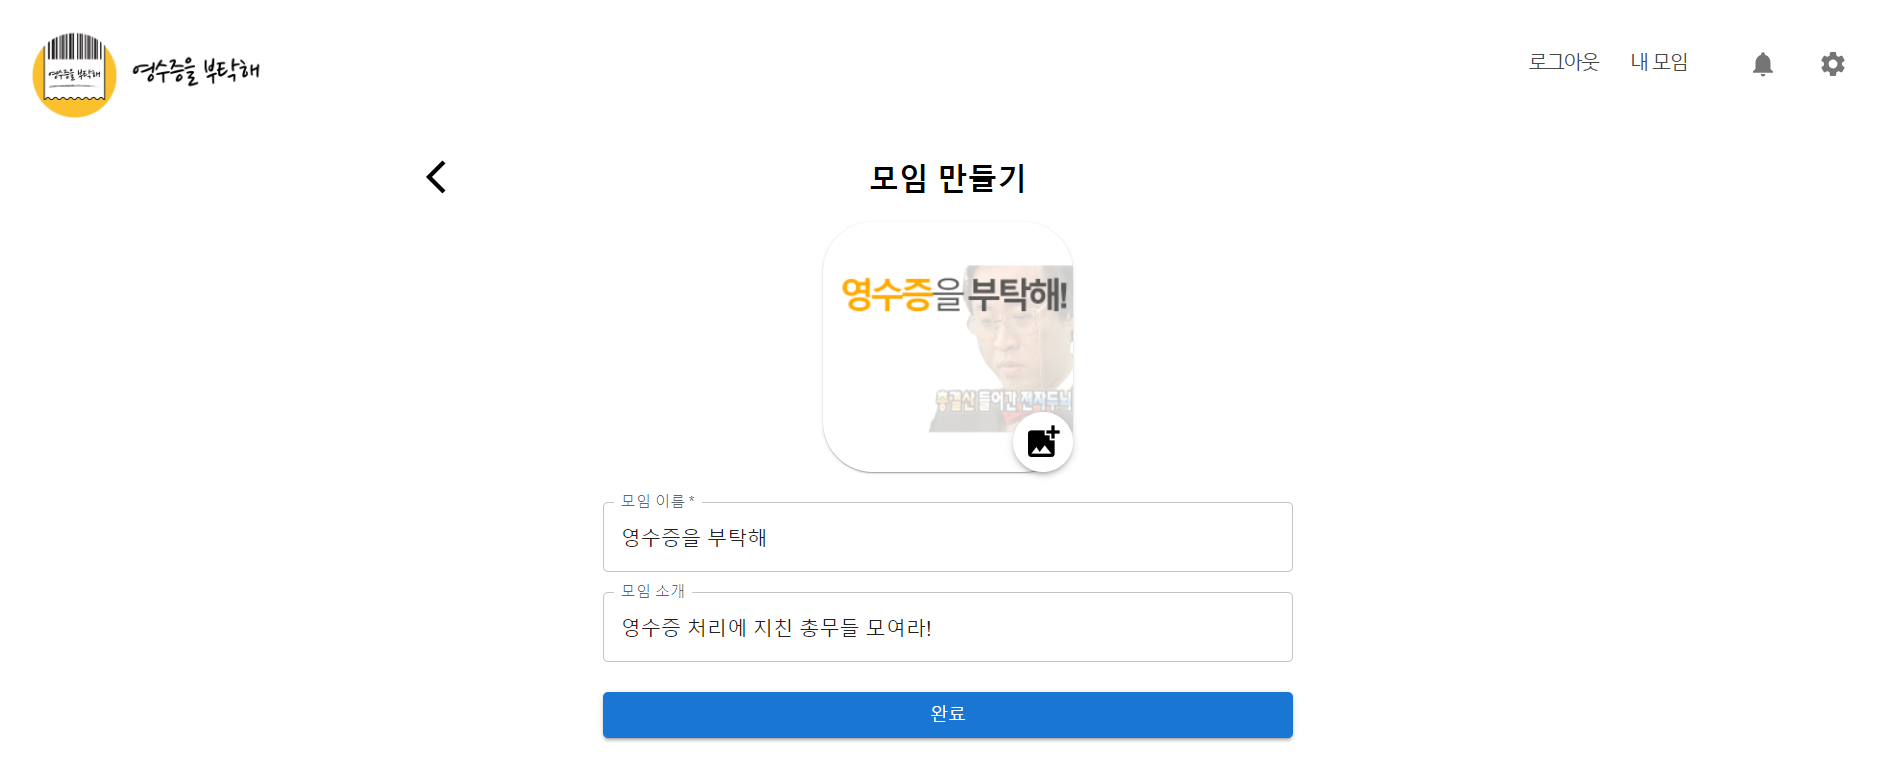 영수증을 부탁해
영수증을 부탁해
로그아웃
내 모임
모임 만들기
영수증을 부탁해!
총결산 들어간 전자두뇌
모임 이름 *
영수증을 부탁해
모임 소개
영수증 처리에 지친 총무들 모여라!
완료